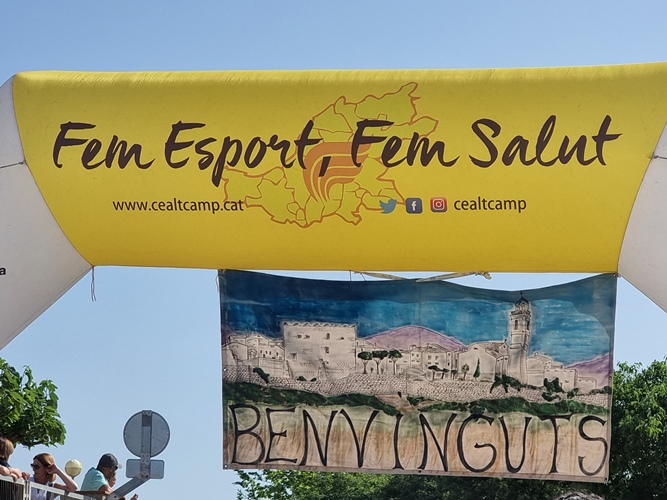 Fem Esport, Fem Salut
www.cealtcamp.cat cealtcamp
BENVINGUTS